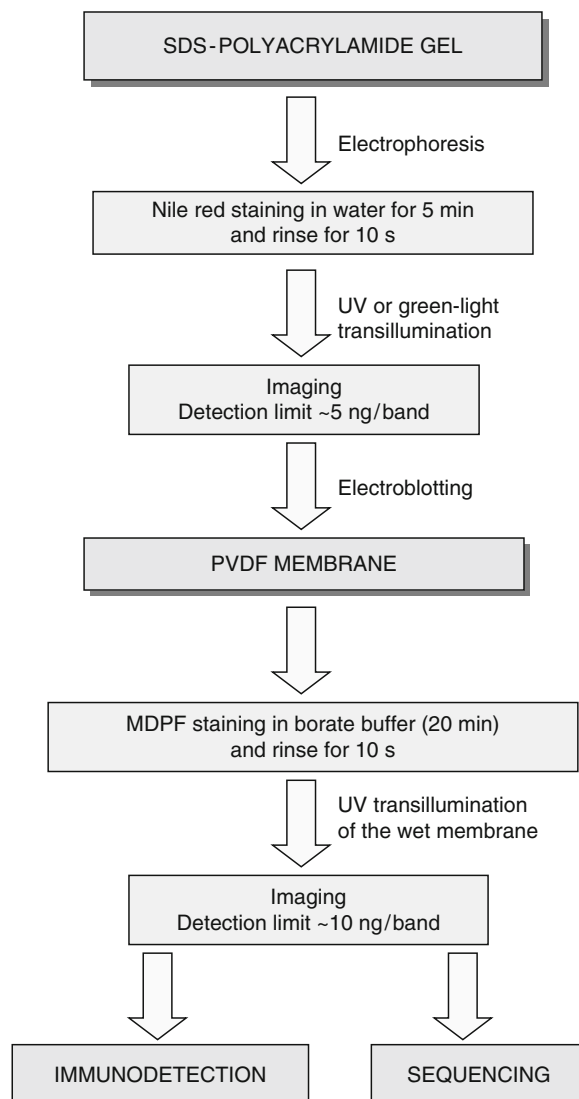 SDS-POLYACRYLAMIDE GEL
Electrophoresis
Nile red staining in water for 5 min
and rinse for 10 s
UV or green-light
transillumination
Imaging
Detection limit ~5 ng/band
Electroblotting
PVDF MEMBRANE
MDPF staining in borate buffer (20 min)
and rinse for 10 s
UV transillumination
of the wet membrane
Imaging
Detection limit ~10 ng/band
IMMUNODETECTION
SEQUENCING